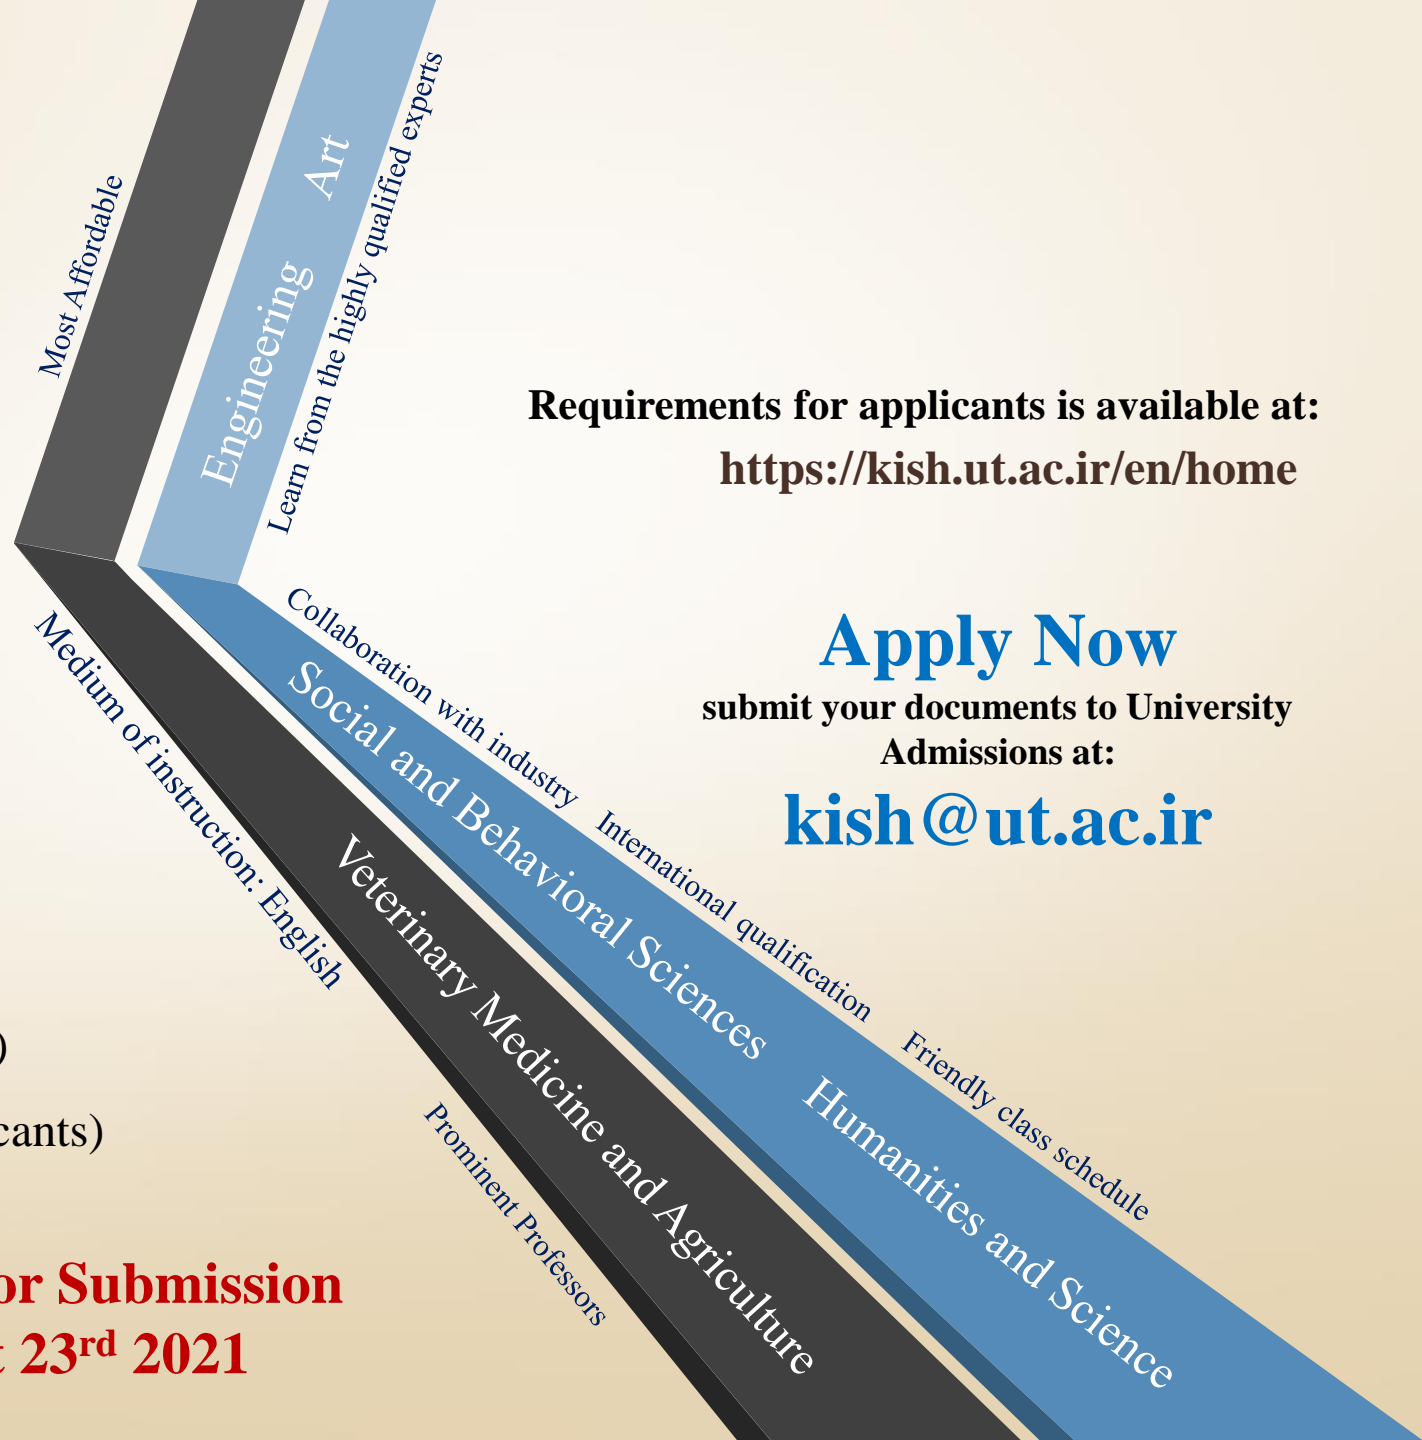 Most Affordable
Engineering Art
Learn from the highly qualified experts
Requirements for applicants is available at:
https://kish.ut.ac.ir/en/home
Apply Now
submit your documents to University
Admissions at:
kish@ut.ac.ir
Collaboration with industry
International qualification
Friendly class schedule
Social and Behavioral Sciences
Humanities and Science
Veterinary Medicine and Agriculture
Medium of instruction: English
Prominent Professors
)
cants)
or Submission
t 23rd 2021